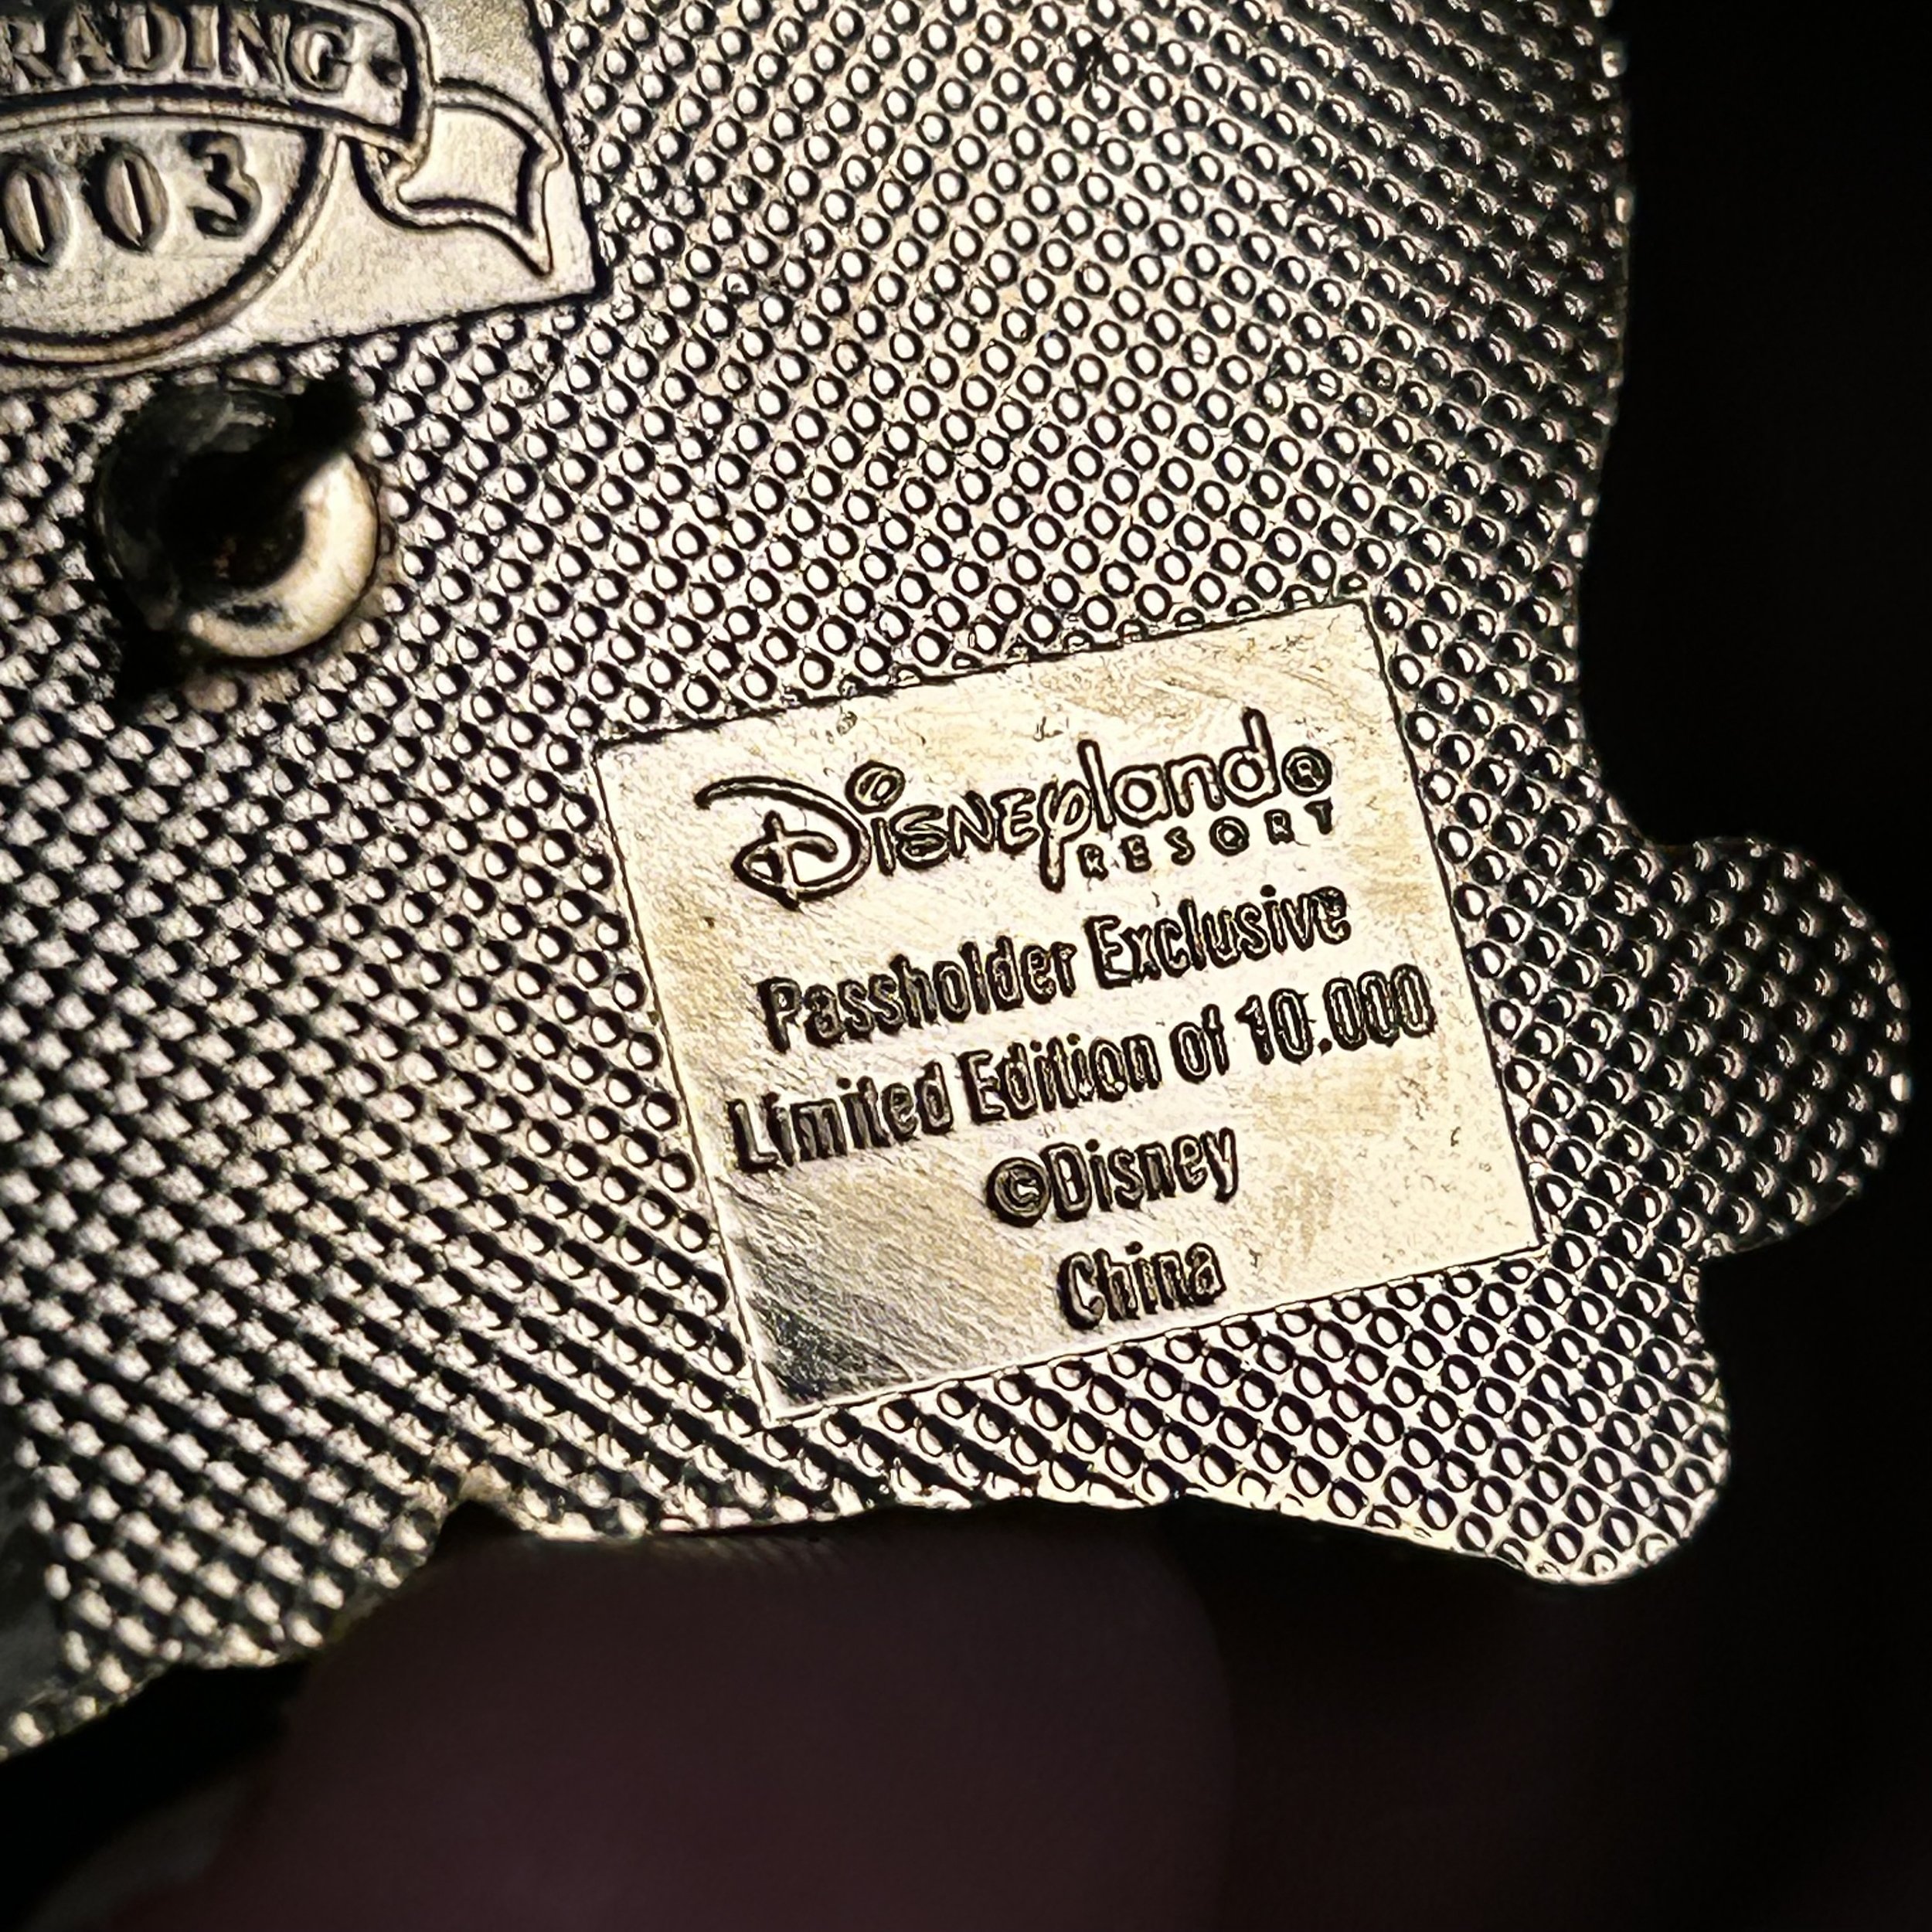 RADING
003
Disneyland®
RESORT
Passholder Exclusive
Limited Edition of 10.000
©Disney
China